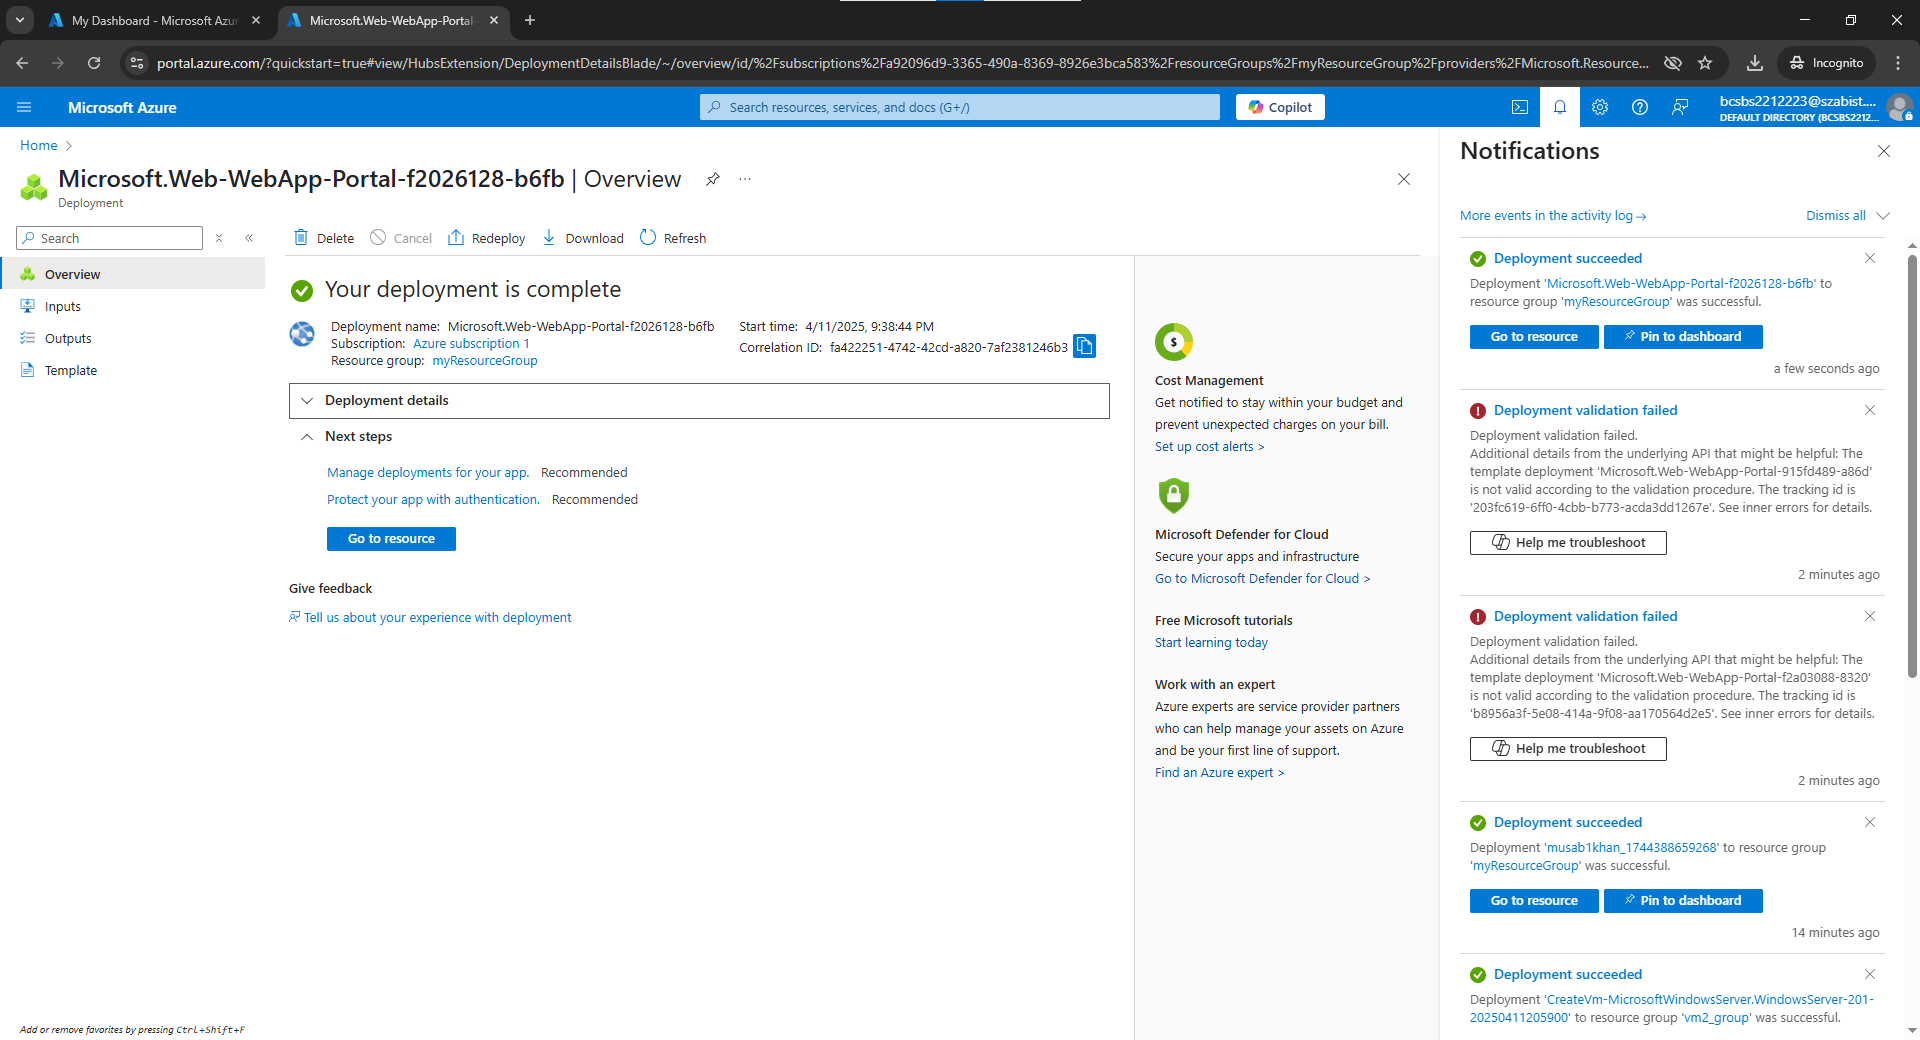 My Dashboard - Microsoft Azur
Microsoft.Web-WebApp-Portal-
portal.azure.com/?quickstart=true#view/HubsExtension/DeploymentDetailsBlade/~/overview/id/%2Fsubscriptions%2Fa92096d9-3365-490a-8369-8926e3bca583%2FresourceGroups%2FmyResourceGroup%2Fproviders%2FMicrosoft.Resource...
Incognito
Microsoft Azure
Search resources, services, and docs (G+/)
Copilot
bcsbs2212223@szabist....
DEFAULT DIRECTORY (BCSBS2212...
Home
Microsoft.Web-WebApp-Portal-f2026128-b6fb | Overview
Deployment
Search
Overview
Inputs
Outputs
Template
Delete
Cancel
Redeploy
Download
Refresh
Your deployment is complete
Deployment name: Microsoft.Web-WebApp-Portal-f2026128-b6fb
Subscription: Azure subscription 1
Resource group: myResourceGroup
Start time: 4/11/2025, 9:38:44 PM
Correlation ID: fa422251-4742-42cd-a820-7af2381246b3
Deployment details
Next steps
Manage deployments for your app. Recommended
Protect your app with authentication. Recommended
Go to resource
Give feedback
Tell us about your experience with deployment
$
Cost Management
Get notified to stay within your budget and
prevent unexpected charges on your bill.
Set up cost alerts >
Microsoft Defender for Cloud
Secure your apps and infrastructure
Go to Microsoft Defender for Cloud >
Free Microsoft tutorials
Start learning today
Work with an expert
Azure experts are service provider partners
who can help manage your assets on Azure
and be your first line of support.
Find an Azure expert >
Notifications
More events in the activity log →
Dismiss all
Deployment succeeded
Deployment 'Microsoft.Web-WebApp-Portal-f2026128-b6fb' to
resource group 'myResourceGroup' was successful.
Go to resource
Pin to dashboard
a few seconds ago
Deployment validation failed
Deployment validation failed.
Additional details from the underlying API that might be helpful: The
template deployment 'Microsoft.Web-WebApp-Portal-915fd489-a86d'
is not valid according to the validation procedure. The tracking id is
'203fc619-6ff0-4cbb-b773-acda3dd1267e'. See inner errors for details.
Help me troubleshoot
2 minutes ago
Deployment validation failed
Deployment validation failed.
Additional details from the underlying API that might be helpful: The
template deployment 'Microsoft.Web-WebApp-Portal-f2a03088-8320'
is not valid according to the validation procedure. The tracking id is
'b8956a3f-5e08-414a-9f08-aa170564d2e5'. See inner errors for details.
Help me troubleshoot
2 minutes ago
Deployment succeeded
Deployment 'musab1khan_1744388659268' to resource group
'myResourceGroup' was successful.
Go to resource
Pin to dashboard
14 minutes ago
Deployment succeeded
Deployment 'CreateVm-MicrosoftWindowsServer.WindowsServer-201-
20250411205900' to resource group 'vm2_group' was successful.
Add or remove favorites by pressing Ctrl+Shift+F